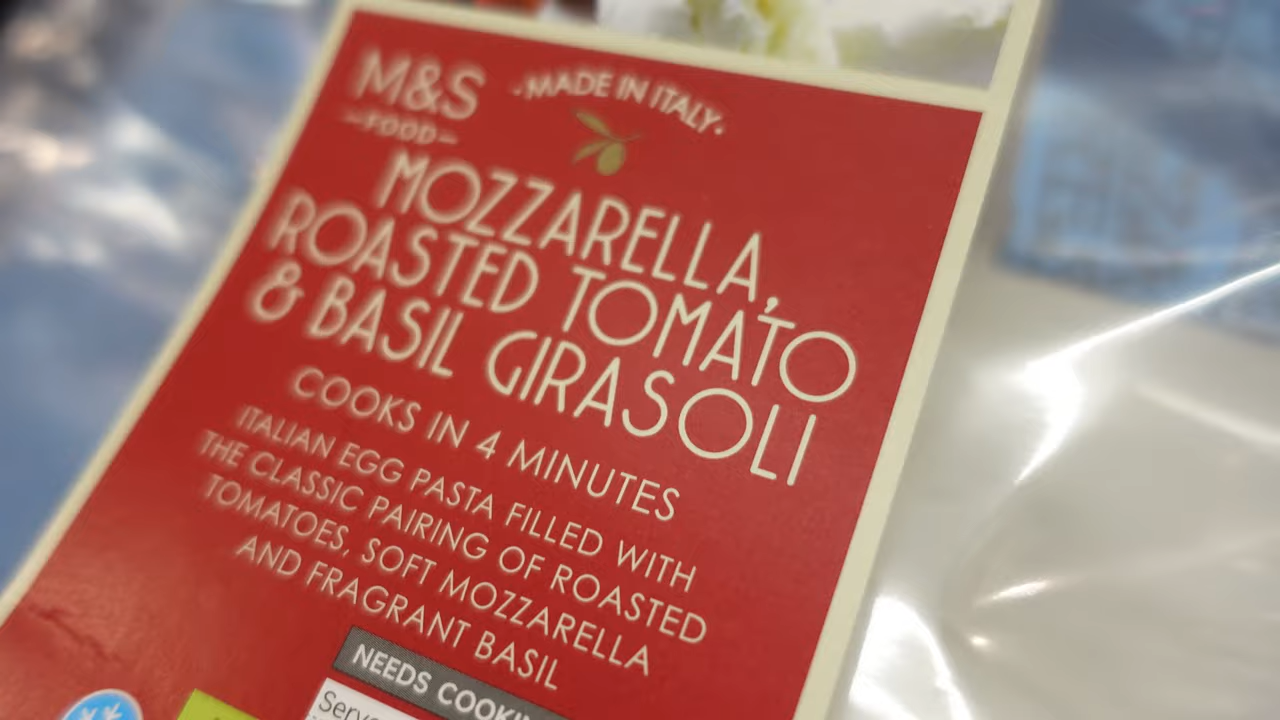 M&S
FOOD
· MADE IN ITALY ·
MOZZARELLA,
ROASTED TOMATO
& BASIL GIRASOLI
COOKS IN 4 MINUTES
ITALIAN EGG PASTA FILLED WITH
THE CLASSIC PAIRING OF ROASTED
TOMATOES, SOFT MOZZARELLA
AND FRAGRANT BASIL
NEEDS